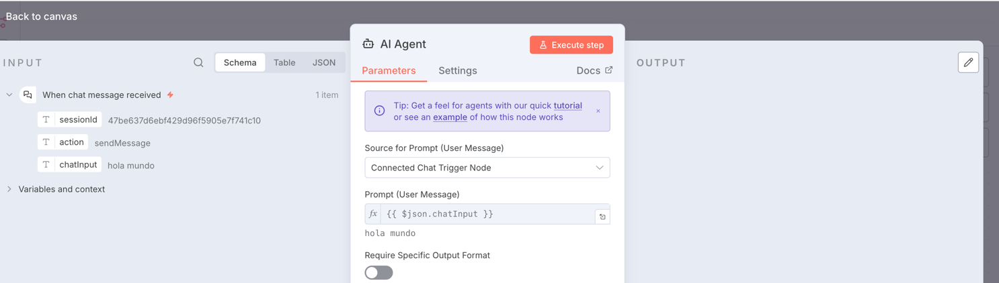 Back to canvas
AI Agent
Execute step
INPUT
Schema
Table
JSON
OUTPUT
Parameters
Settings
Docs
When chat message received
1 item
Tip: Get a feel for agents with our quick tutorial
or see an example of how this node works
×
T sessionId 47be637d6ebf429d96f5905e7f741c10
T action sendMessage
T chatInput hola mundo
Variables and context
Source for Prompt (User Message)
Connected Chat Trigger Node
Prompt (User Message)
fx {{ $json.chatInput }}
hola mundo
Require Specific Output Format